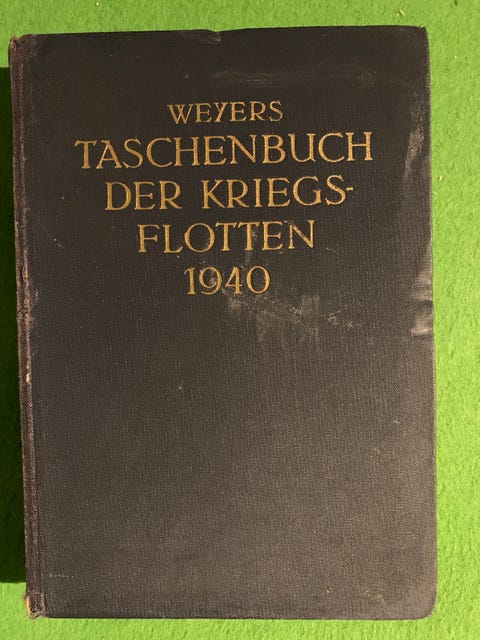 WEYERS
TASCHENBUCH
DER KRIEGS-
FLOTTEN
1940